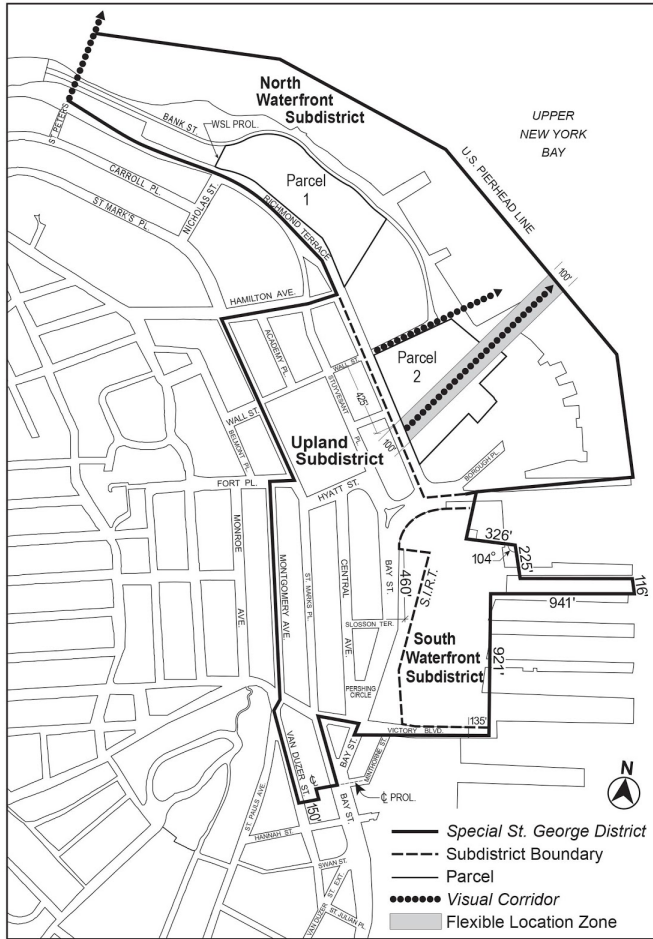 North
Waterfront
Subdistrict
UPPER
NEW YORK
BAY
ST PETERS
BANK ST.
WSL PROL.
U.S. PIERHEAD LINE
CARROLL PL.
ST MARK'S PL.
NICHOLAS ST.
Parcel
1
RICHMOND TERRACE
100'
HAMILTON AVE.
ACADEMY PL.
WALL ST.
Parcel
2
STUYVESANT
PL.
425'
WALL ST.
BELMONT PL.
Upland
Subdistrict
100'
BOROUGH PL.
FORT PL.
HYATT ST.
MONROE
AVE.
MONTGOMERY AVE.
ST. MARKS PL.
CENTRAL
AVE.
BAY ST.
460'
S.I.R.T.
326'
104°
225'
116'
941'
SLOSSON TER.
South
Waterfront
Subdistrict
921'
PERSHING
CIRCLE
135'
VICTORY BLVD.
BAY ST.
MINTHORNE ST.
VAN DUZER ST.
150'
ST. PAULS AVE.
BAY ST.
℄ PROL.
HANNAH ST.
SWAN ST.
VAN DUZER
ST. EXT.
ST JULIAN PL.
N
Special St. George District
Subdistrict Boundary
Parcel
Visual Corridor
Flexible Location Zone